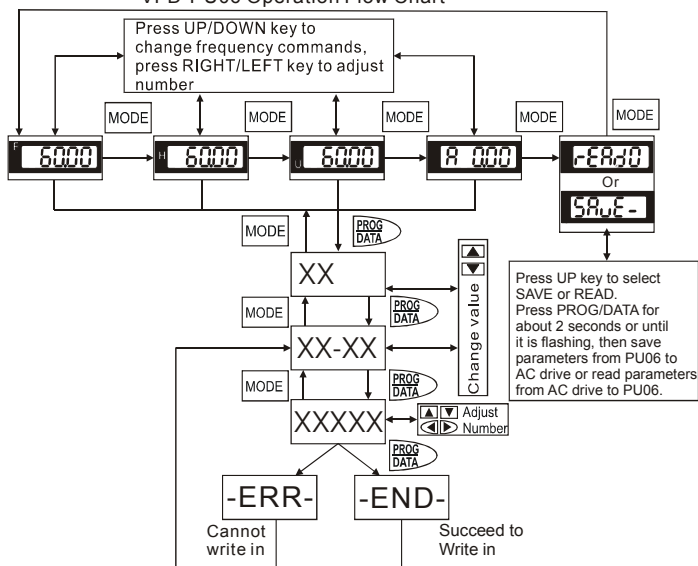 VFD-PU06 Operation Flow Chart
Press UP/DOWN key to
change frequency commands,
press RIGHT/LEFT key to adjust
number
MODE
MODE
MODE
MODE
MODE
F 60.00
H 60.00
U 60.00
A 0.00
rEAd0
Or
SAvE-
MODE
PROG
DATA
XX
MODE
PROG
DATA
XX-XX
Change value
MODE
PROG
DATA
XXXXX
Adjust
Number
PROG
DATA
-ERR-
-END-
Cannot
write in
Succeed to
Write in
Press UP key to select
SAVE or READ.
Press PROG/DATA for
about 2 seconds or until
it is flashing, then save
parameters from PU06 to
AC drive or read parameters
from AC drive to PU06.